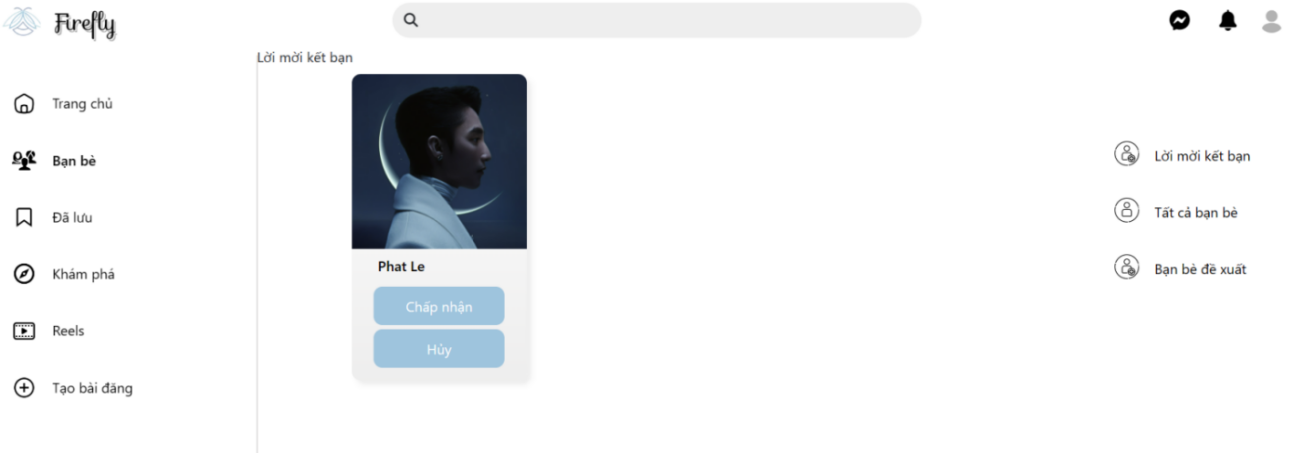 Firefly
Lời mời kết bạn
Trang chủ
Bạn bè
Đã lưu
Khám phá
Reels
Tạo bài đăng
Phat Le
Chấp nhận
Hủy
Lời mời kết bạn
Tất cả bạn bè
Bạn bè đề xuất